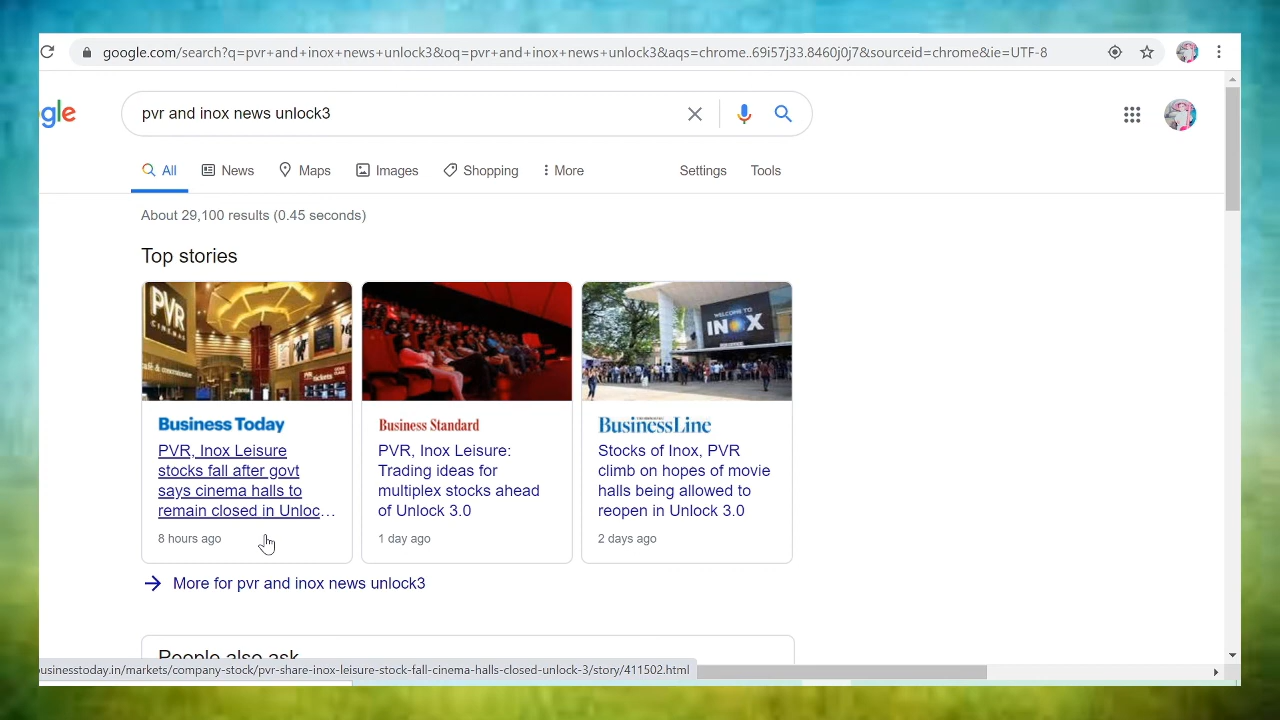 google.com/search?q=pvr+and+inox+news+unlock3&oq=pvr+and+inox+news+unlock3&aqs=chrome..69i57j33.8460j0j7&sourceid=chrome&ie=UTF-8
gle
pvr and inox news unlock3
All News Maps Images Shopping More Settings Tools
About 29,100 results (0.45 seconds)
Top stories
PVR
CINEMAS
WELCOME TO
INOX
Business Today
PVR, Inox Leisure
stocks fall after govt
says cinema halls to
remain closed in Unloc...
8 hours ago
Business Standard
PVR, Inox Leisure:
Trading ideas for
multiplex stocks ahead
of Unlock 3.0
1 day ago
BusinessLine
Stocks of Inox, PVR
climb on hopes of movie
halls being allowed to
reopen in Unlock 3.0
2 days ago
More for pvr and inox news unlock3
People also ask
usinesstoday.in/markets/company-stock/pvr-share-inox-leisure-stock-fall-cinema-halls-closed-unlock-3/story/411502.html